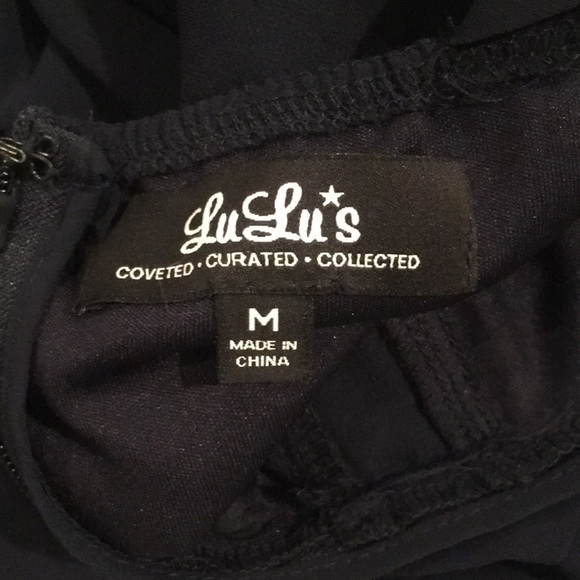 LuLu's
COVETED • CURATED • COLLECTED
M
MADE IN
CHINA